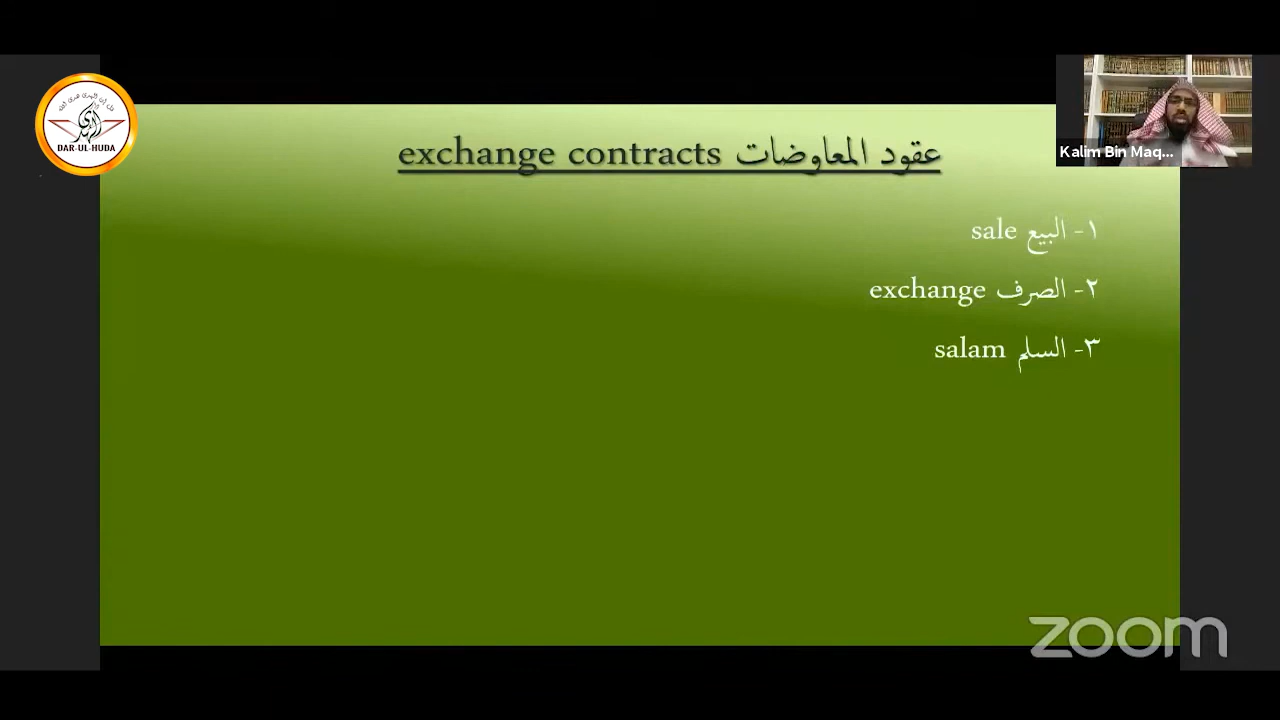 DAR-UL-HUDA
عقود المعاوضات exchange contracts
١- البيع sale
٢- الصرف exchange
٣- السلم salam
Kalim Bin Maq...
zoom